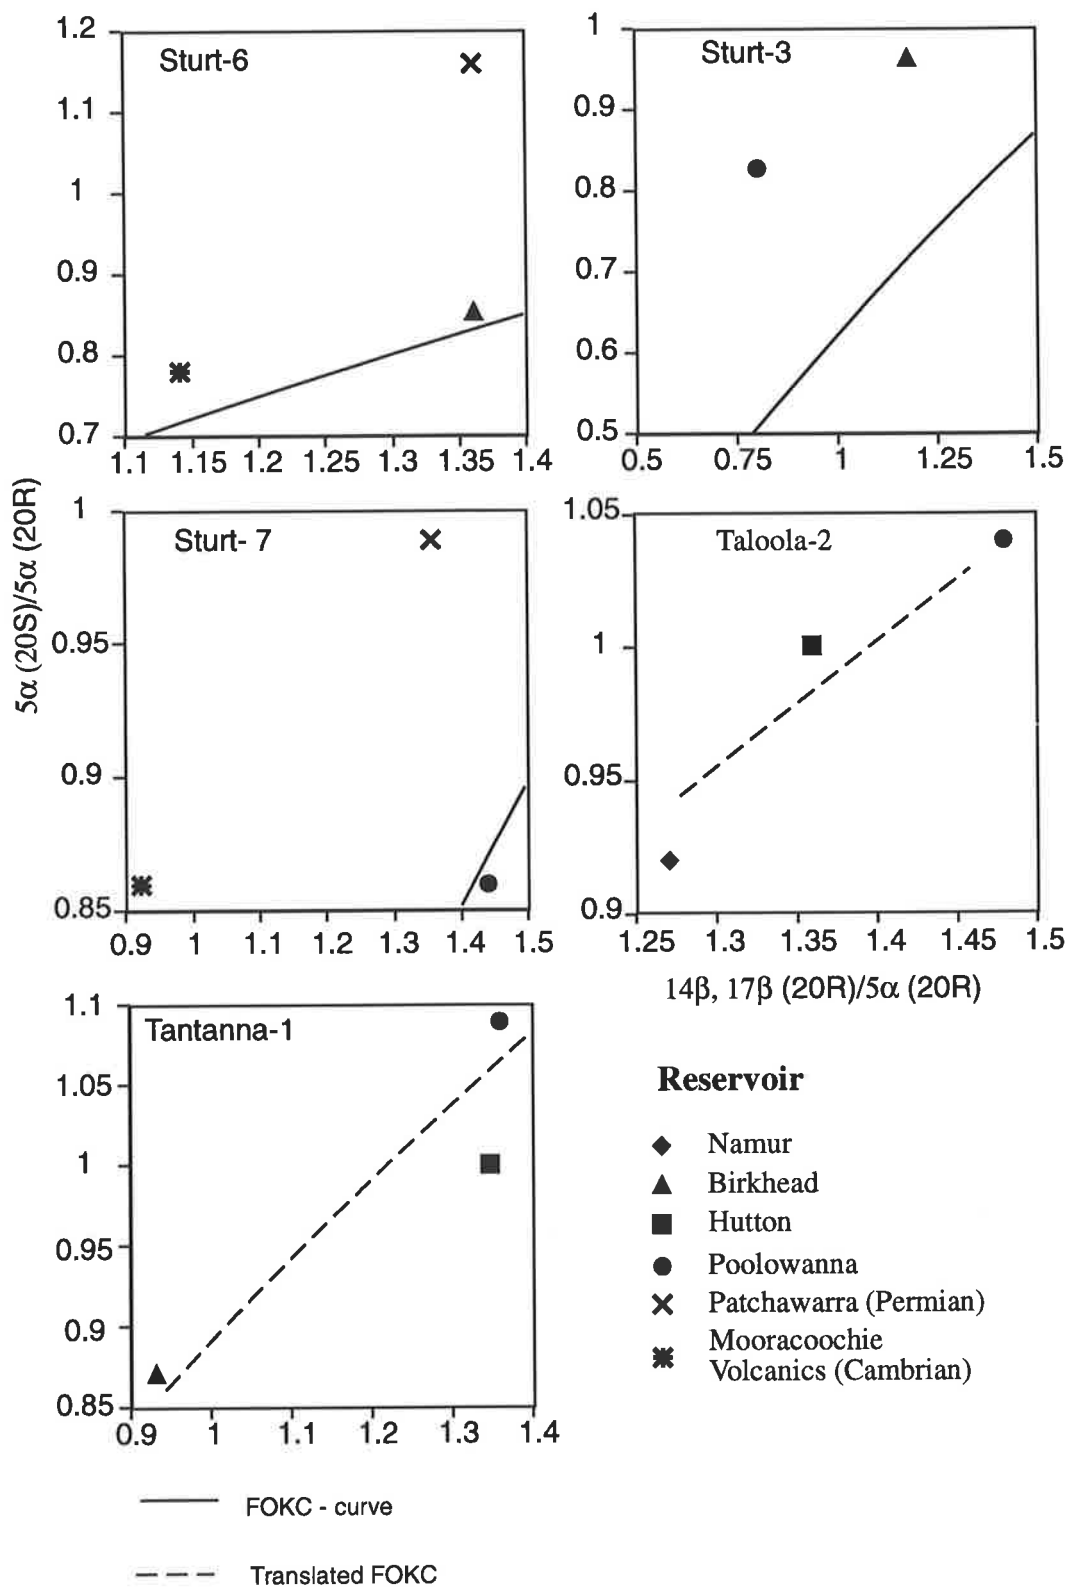 Sturt-6
1.2
1.1
1
0.9
0.8
0.7
1.1 1.15 1.2 1.25 1.3 1.35 1.4
Sturt-3
1
0.9
0.8
0.7
0.6
0.5
0.5 0.75 1 1.25 1.5
5α (20S)/5α (20R)
Sturt- 7
1
0.95
0.9
0.85
0.9 1 1.1 1.2 1.3 1.4 1.5
Taloola-2
1.05
1
0.95
0.9
1.25 1.3 1.35 1.4 1.45 1.5
14β, 17β (20R)/5α (20R)
Tantanna-1
1.1
1.05
1
0.95
0.9
0.85
0.9 1 1.1 1.2 1.3 1.4
Reservoir
Namur
Birkhead
Hutton
Poolowanna
Patchawarra (Permian)
Mooracoochie
Volcanics (Cambrian)
FOKC - curve
Translated FOKC